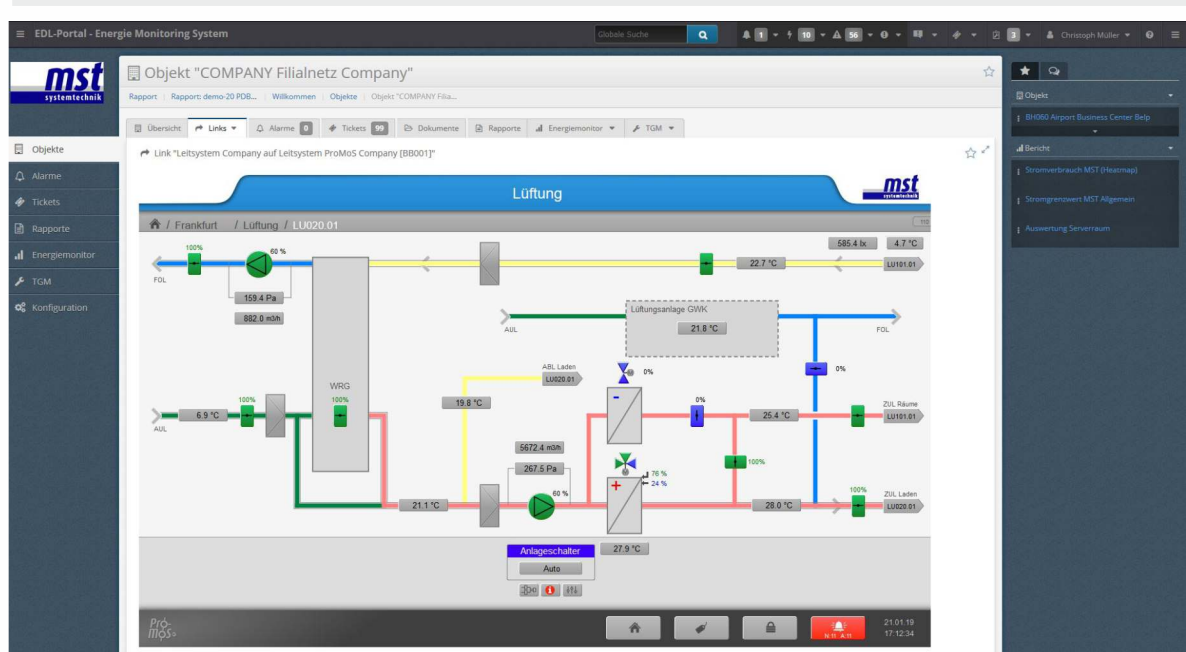 EDL-Portal - Energie Monitoring System
Globale Suche
1
10
56
3
Christoph Müller
mst
systemtechnik
Objekt "COMPANY Filialnetz Company"
Rapport | Rapport: demo-20 PDB... | Willkommen | Objekte | Objekt "COMPANY Filia...
Übersicht Links Alarme 0 Tickets 99 Dokumente Rapporte Energiemonitor TGM
Link "Leitsystem Company auf Leitsystem ProMoS Company [BB001]"
Objekte
Alarme
Tickets
Rapporte
Energiemonitor
TGM
Konfiguration
Objekt
BH060 Airport Business Center Belp
Bericht
Stromverbrauch MST (Heatmap)
Stromgrenzwert MST Allgemein
Auswertung Serverraum
Lüftung
mst
systemtechnik
/ Frankfurt / Lüftung / LU020.01
585.4 lx 4.7 °C
100% 60 %
22.7 °C LU101.01
FOL
159.4 Pa
882.0 m3/h
Lüftungsanlage GWK
21.8 °C
AUL
FOL
ABL Laden
LU020.01
0%
0%
WRG
100%
100%
19.8 °C
0%
ZUL Räume
6.9 °C
25.4 °C
LU101.01
AUL
5672.4 m3/h
267.5 Pa
100%
76 %
24 %
60 %
100%
ZUL Laden
21.1 °C
28.0 °C
LU020.01
Anlageschalter
27.9 °C
Auto
Pro-
mos
N:11 A:11
21.01.19
17:12:34